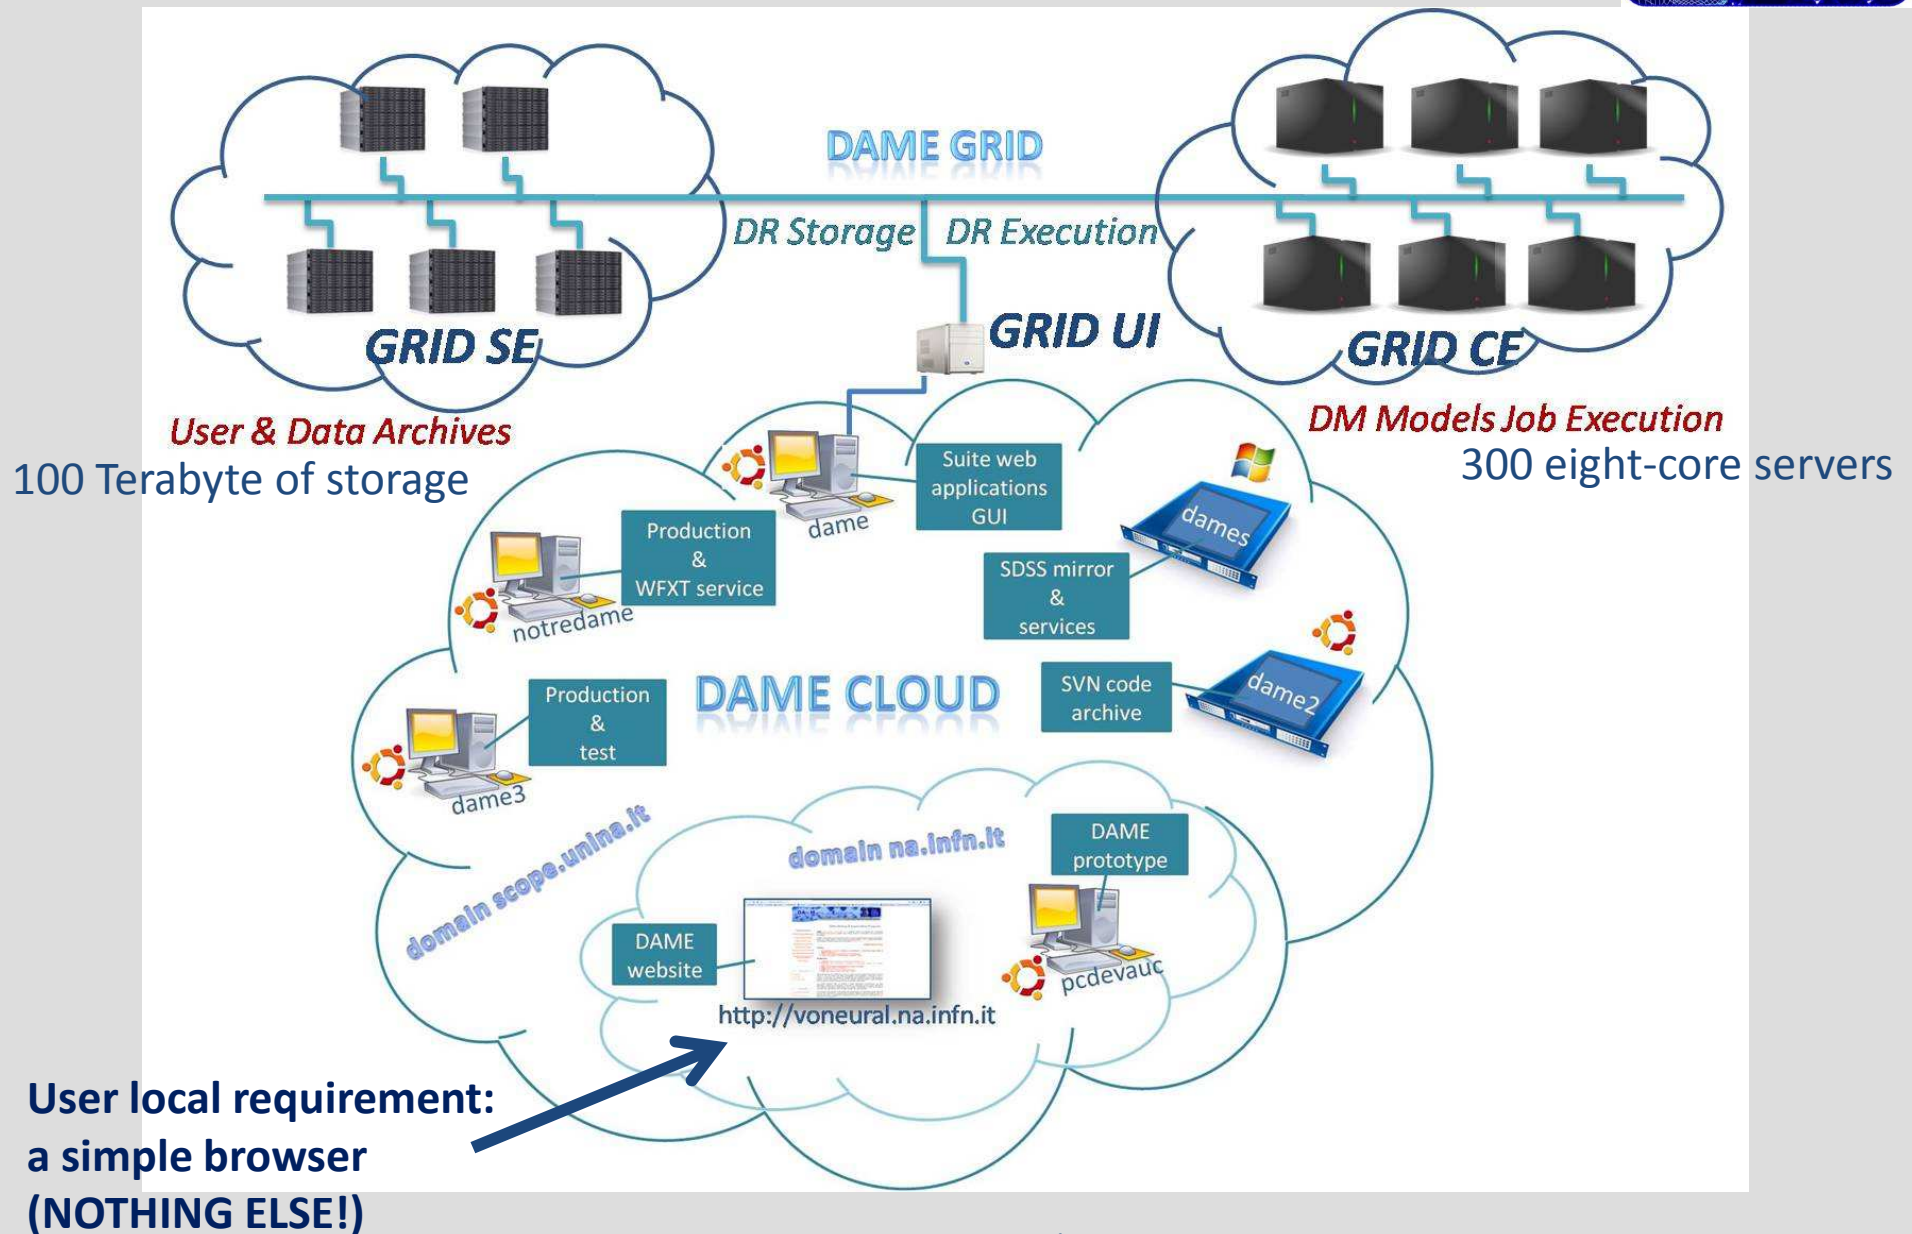 DAME GRID
DR Storage
DR Execution
GRID SE
GRID UI
GRID CE
User & Data Archives
100 Terabyte of storage
DM Models Job Execution
300 eight-core servers
Suite web
applications
GUI
dame
Production
&
WFXT service
notredame
dames
SDSS mirror
&
services
DAME CLOUD
Production
&
test
dame3
SVN code
archive
dame2
domain scope.unina.it
domain na.infn.it
DAME
prototype
pcdevauc
DAME
website
http://voneural.na.infn.it
User local requirement:
a simple browser
(NOTHING ELSE!)